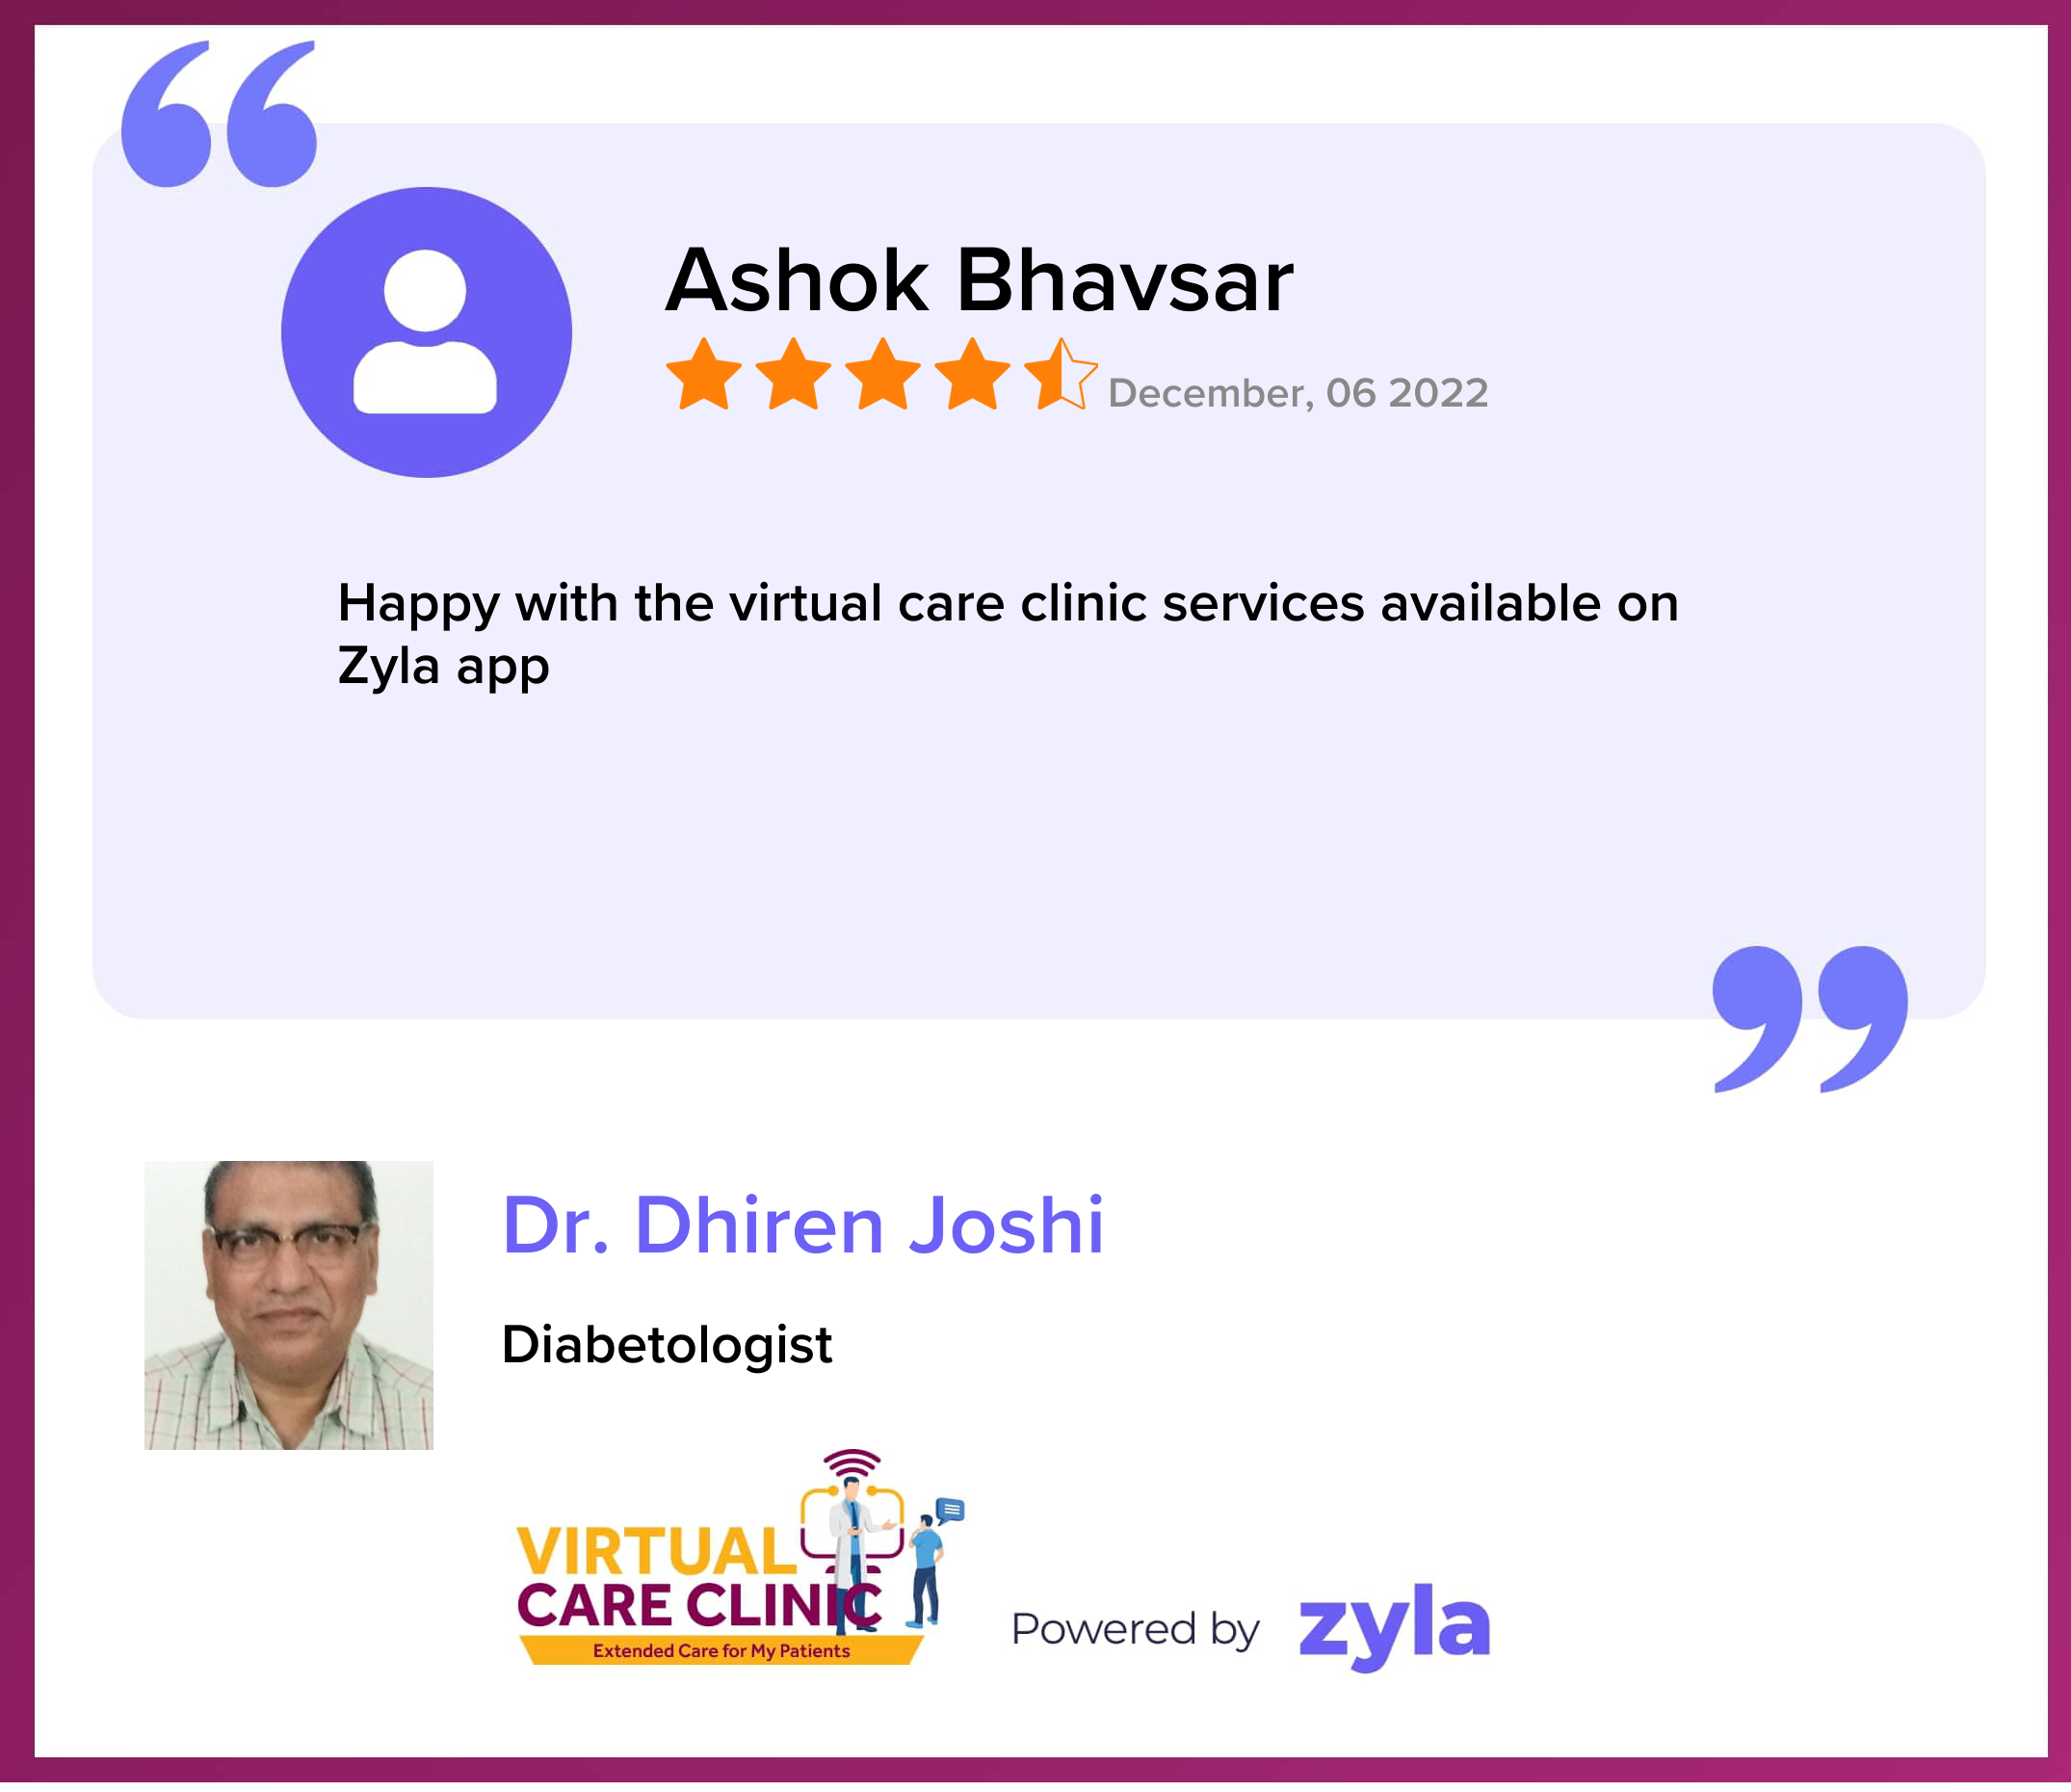 Ashok Bhavsar
December, 06 2022
Happy with the virtual care clinic services available on
Zyla app
Dr. Dhiren Joshi
Diabetologist
VIRTUAL
CARE CLINIC
Extended Care for My Patients
Powered by zyla